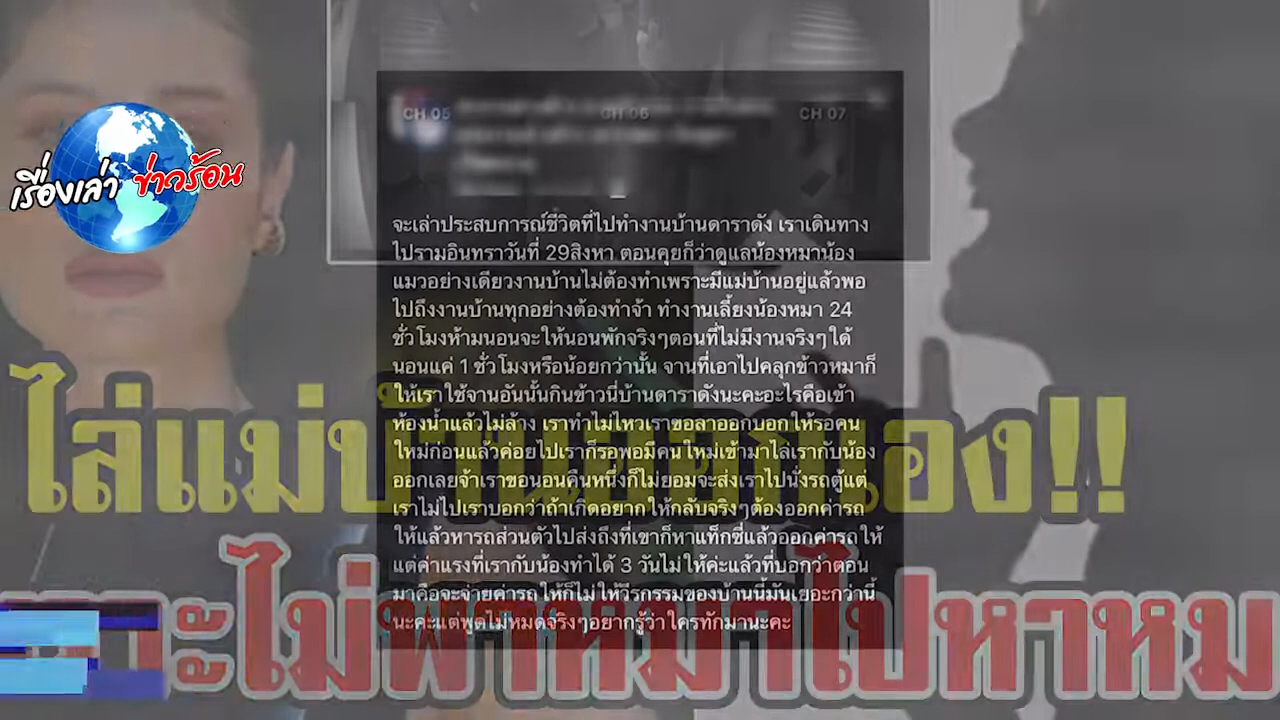 CH 05
CH 06
CH 07
เรื่องเล่า ข่าวร้อน
จะเล่าประสบการณ์ชีวิตที่ไปทำงานบ้านดาราดัง เราเดินทาง
ไปรามอินทราวันที่ 29สิงหา ตอนคุยก็ว่าดูแลน้องหมาน้อง
แมวอย่างเดียวงานบ้านไม่ต้องทำเพราะมีแม่บ้านอยู่แล้วพอ
ไปถึงงานบ้านทุกอย่างต้องทำจ้า ทำงานเลี้ยงน้องหมา 24
ชั่วโมงห้ามนอนจะให้นอนพักจริงๆตอนที่ไม่มีงานจริงๆได้
นอนแค่ 1 ชั่วโมงหรือน้อยกว่านั้น จานที่เอาไปคลุกข้าวหมาก็
ให้เราใช้จานอันนั้นกินข้าวนี่บ้านดาราดังนะคะอะไรคือเข้า
ห้องน้ำแล้วไม่ล้าง เราทำไม่ไหวเราขอลาออกบอกให้รอคน
ใหม่ก่อนแล้วค่อยไปเราก็รอพอมีคนใหม่เข้ามาไล่เรากับน้อง
ออกเลยจ้าเราขอนอนคืนหนึ่งก็ไม่ยอมจะส่งเราไปนั่งรถตู้แต่
เราไม่ไปเราบอกว่าถ้าเกิดอยากให้กลับจริงๆต้องออกค่ารถ
ให้แล้วหารถส่วนตัวไปส่งถึงที่เขาก็หาแท็กซี่แล้วออกค่ารถให้
แต่ค่าแรงที่เรากับน้องทำได้ 3 วันไม่ให้ค่ะแล้วที่บอกว่าตอน
มาคือจะจ่ายค่ารถให้ก็ไม่ให้วีรกรรมของบ้านนี้มันเยอะกว่านี้
นะคะแต่พูดไม่หมดจริงๆอยากรู้ว่าใครทักมานะคะ
ไล่แม่บ้านออกเอง!!
ไม่พาหมาไปหาหม